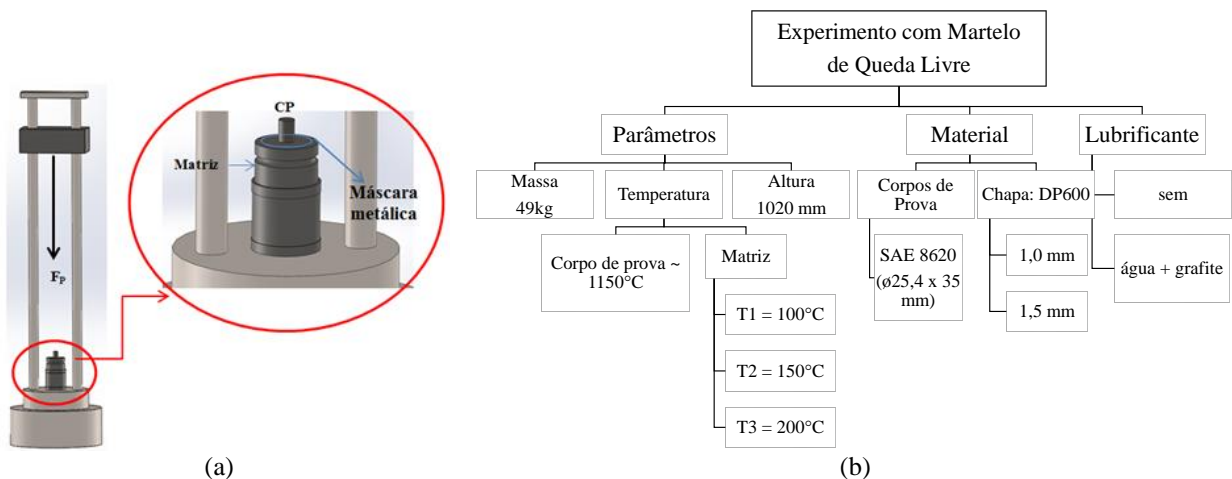 CP
Matriz
Máscara
metálica
F_P
(a)
Experimento com Martelo
de Queda Livre
Parâmetros
Material
Lubrificante
Massa
49kg
Temperatura
Altura
1020 mm
Corpos de
Prova
Chapa: DP600
sem
Corpo de prova ~
1150°C
Matriz
SAE 8620
(ø25,4 x 35
mm)
1,0 mm
água + grafite
T1 = 100°C
1,5 mm
T2 = 150°C
T3 = 200°C
(b)